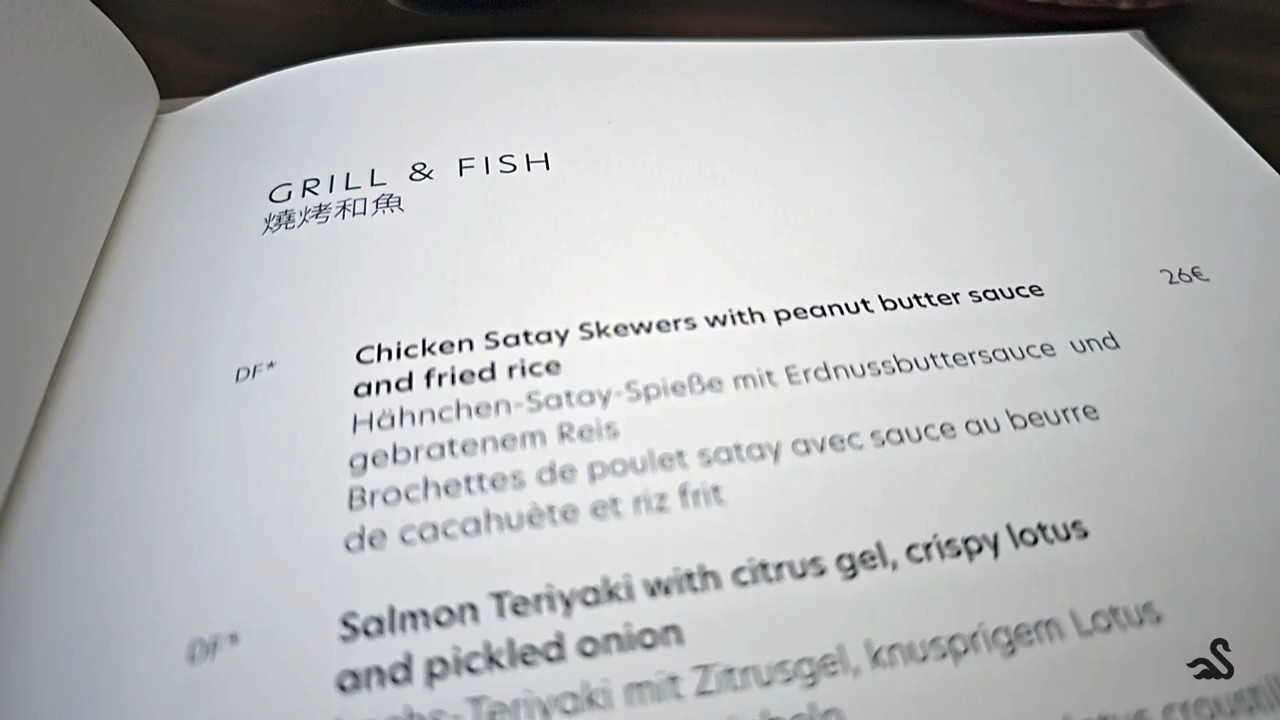 GRILL & FISH
燒烤和魚
26€
DF* Chicken Satay Skewers with peanut butter sauce
and fried rice
Hähnchen-Satay-Spieße mit Erdnussbuttersauce und
gebratenem Reis
Brochettes de poulet satay avec sauce au beurre
de cacahuète et riz frit
DF* Salmon Teriyaki with citrus gel, crispy lotus
and pickled onion
-Teriyaki mit Zitrusgel, knusprigem Lotus